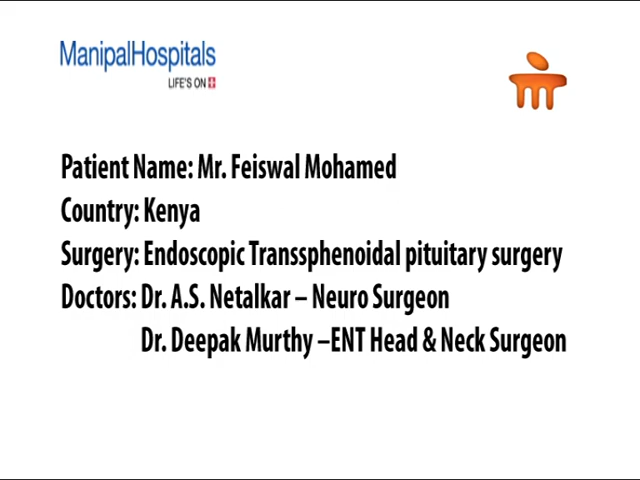 ManipalHospitals
LIFE'S ON
Patient Name: Mr. Feiswal Mohamed
Country: Kenya
Surgery: Endoscopic Transsphenoidal pituitary surgery
Doctors: Dr. A.S. Netalkar – Neuro Surgeon
Dr. Deepak Murthy –ENT Head & Neck Surgeon